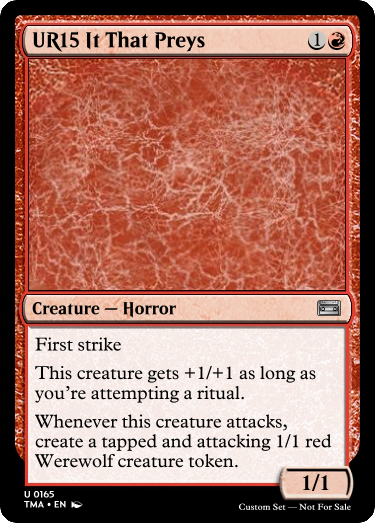 UR15 It That Preys 1
Creature — Horror
First strike
This creature gets +1/+1 as long as
you're attempting a ritual.
Whenever this creature attacks,
create a tapped and attacking 1/1 red
Werewolf creature token.
1/1
U 0165
TMA • EN
Custom Set — Not For Sale